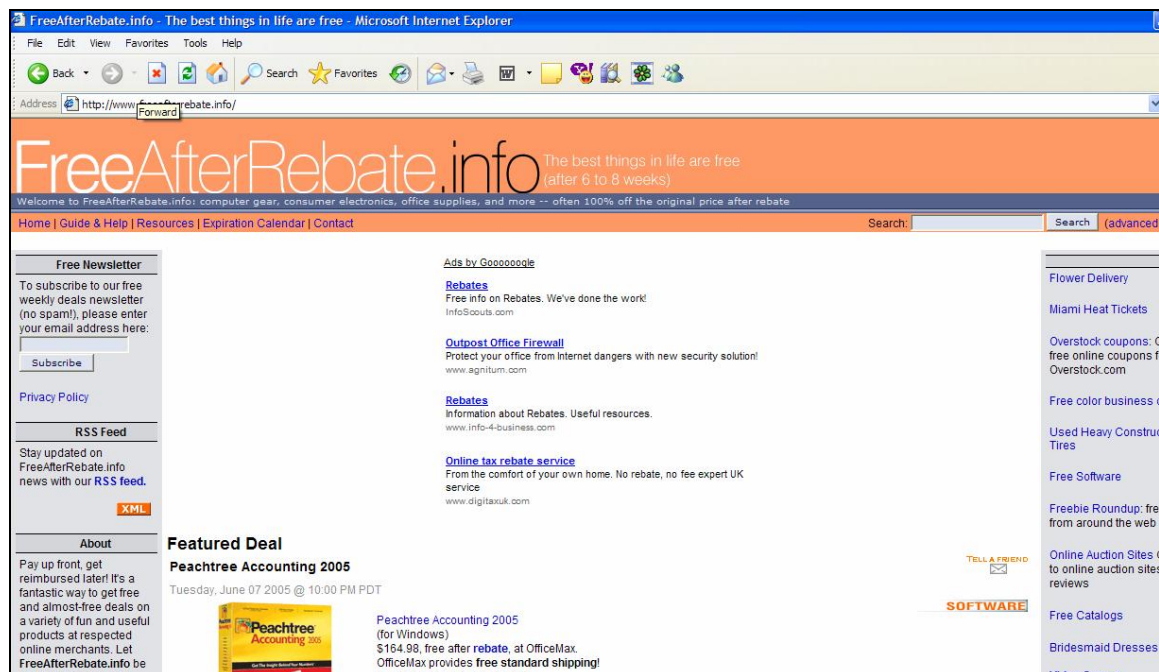 FreeAfterRebate.info - The best things in life are free - Microsoft Internet Explorer
File Edit View Favorites Tools Help
Back Search Favorites
Address http://www.freeafterrebate.info/
Forward
FreeAfterRebate.info The best things in life are free
(after 6 to 8 weeks)
Welcome to FreeAfterRebate.info: computer gear, consumer electronics, office supplies, and more -- often 100% off the original price after rebate
Home | Guide & Help | Resources | Expiration Calendar | Contact Search: Search (advanced
Free Newsletter
To subscribe to our free
weekly deals newsletter
(no spam!), please enter
your email address here:
Subscribe
Privacy Policy
RSS Feed
Stay updated on
FreeAfterRebate.info
news with our RSS feed.
XML
About
Pay up front, get
reimbursed later! It's a
fantastic way to get free
and almost-free deals on
a variety of fun and useful
products at respected
online merchants. Let
FreeAfterRebate.info be
Ads by Goooooogle
Rebates
Free info on Rebates. We've done the work!
InfoScouts.com
Outpost Office Firewall
Protect your office from Internet dangers with new security solution!
www.agnitum.com
Rebates
Information about Rebates. Useful resources.
www.info-4-business.com
Online tax rebate service
From the comfort of your own home. No rebate, no fee expert UK
service
www.digitaxuk.com
Featured Deal
Peachtree Accounting 2005
Tuesday, June 07 2005 @ 10:00 PM PDT
TELL A FRIEND
SOFTWARE
Peachtree
Accounting 2005
Peachtree Accounting 2005
(for Windows)
$164.98, free after rebate, at OfficeMax.
OfficeMax provides free standard shipping!
Flower Delivery
Miami Heat Tickets
Overstock coupons:
free online coupons
Overstock.com
Free color business
Used Heavy
Tires
Free Software
Freebie Roundup:
from around the web
Online Auction Sites
to online auction sites
reviews
Free Catalogs
Bridesmaid Dresses